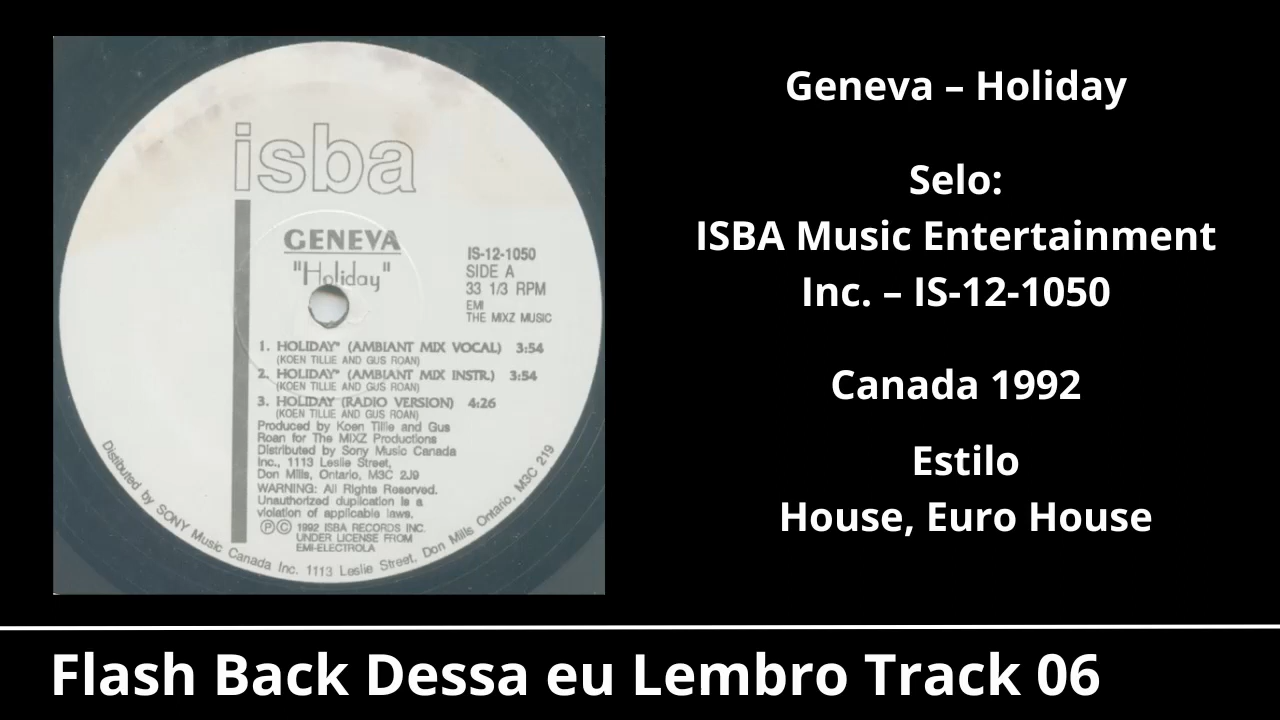 isba
GENEVA
"Holiday"
IS-12-1050
SIDE A
33 1/3 RPM
EMI
THE MIXZ MUSIC
1. HOLIDAY* (AMBIANT MIX VOCAL) 3:54
(KOEN TILLIE AND GUS ROAN)
2. HOLIDAY* (AMBIANT MIX INSTR.) 3:54
(KOEN TILLIE AND GUS ROAN)
3. HOLIDAY (RADIO VERSION) 4:26
(KOEN TILLIE AND GUS ROAN)
Produced by Koen Tillie and Gus
Roan for The MIXZ Productions
Distributed by Sony Music Canada
Inc., 1113 Leslie Street,
Don Mills, Ontario, M3C 2J9
WARNING: All Rights Reserved.
Unauthorized duplication is a
violation of applicable laws.
ⓅⒸ 1992 ISBA RECORDS INC.
UNDER LICENSE FROM
EMI-ELECTROLA
Distibuted by SONY Music Canada Inc. 1113 Leslie Street, Don Mills Ontario, M3C 219
Geneva – Holiday
Selo:
ISBA Music Entertainment
Inc. – IS-12-1050
Canada 1992
Estilo
House, Euro House
Flash Back Dessa eu Lembro Track 06